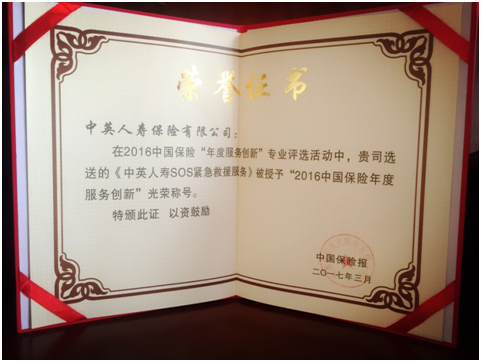 荣誉证书
中英人寿保险有限公司：
在2016中国保险“年度服务创新”专业评选活动中，贵司选
送的《中英人寿SOS紧急救援服务》被授予“2016中国保险年度
服务创新”光荣称号。
特颁此证 以资鼓励
中国保险报
二〇一七年三月